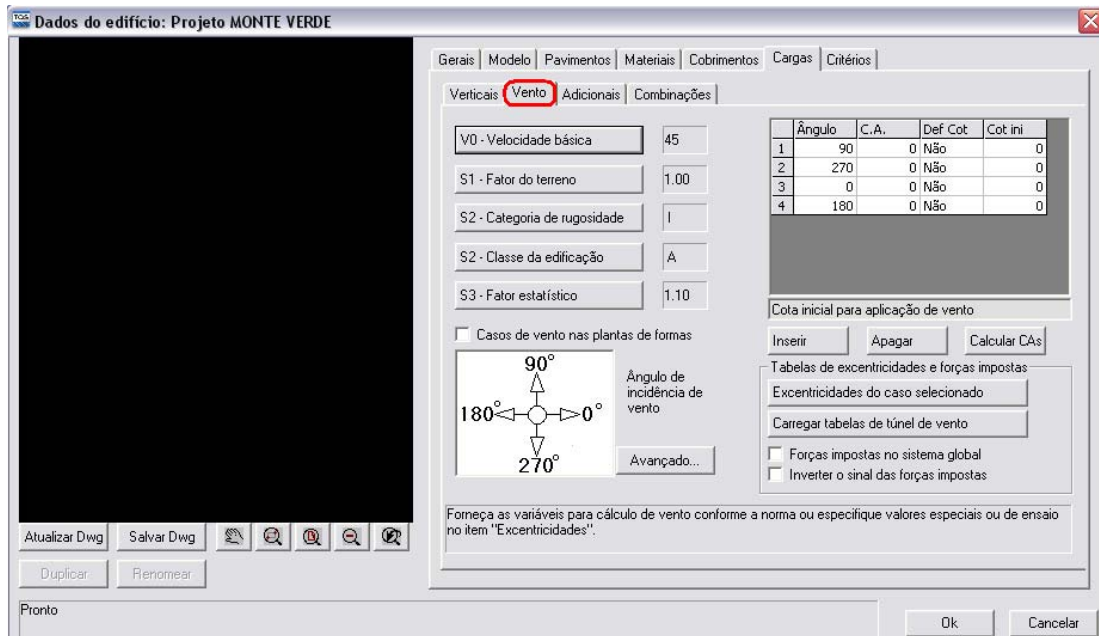 TQS Dados do edifício: Projeto MONTE VERDE
Gerais Modelo Pavimentos Materiais Cobrimentos Cargas Critérios
Verticais Vento Adicionais Combinações
V0 - Velocidade básica 45
S1 - Fator do terreno 1.00
S2 - Categoria de rugosidade I
S2 - Classe da edificação A
S3 - Fator estatístico 1.10
Casos de vento nas plantas de formas
90°
180° 0°
270°
Ângulo de
incidência de
vento
Avançado...
Ângulo C.A. Def Cot Cot ini
1 90 0 Não 0
2 270 0 Não 0
3 0 0 Não 0
4 180 0 Não 0
Cota inicial para aplicação de vento
Inserir Apagar Calcular CAs
Tabelas de excentricidades e forças impostas
Excentricidades do caso selecionado
Carregar tabelas de túnel de vento
Forças impostas no sistema global
Inverter o sinal das forças impostas
Forneça as variáveis para cálculo de vento conforme a norma ou especifique valores especiais ou de ensaio
no item "Excentricidades".
Atualizar Dwg Salvar Dwg
Duplicar Renomear
Pronto
Ok Cancelar